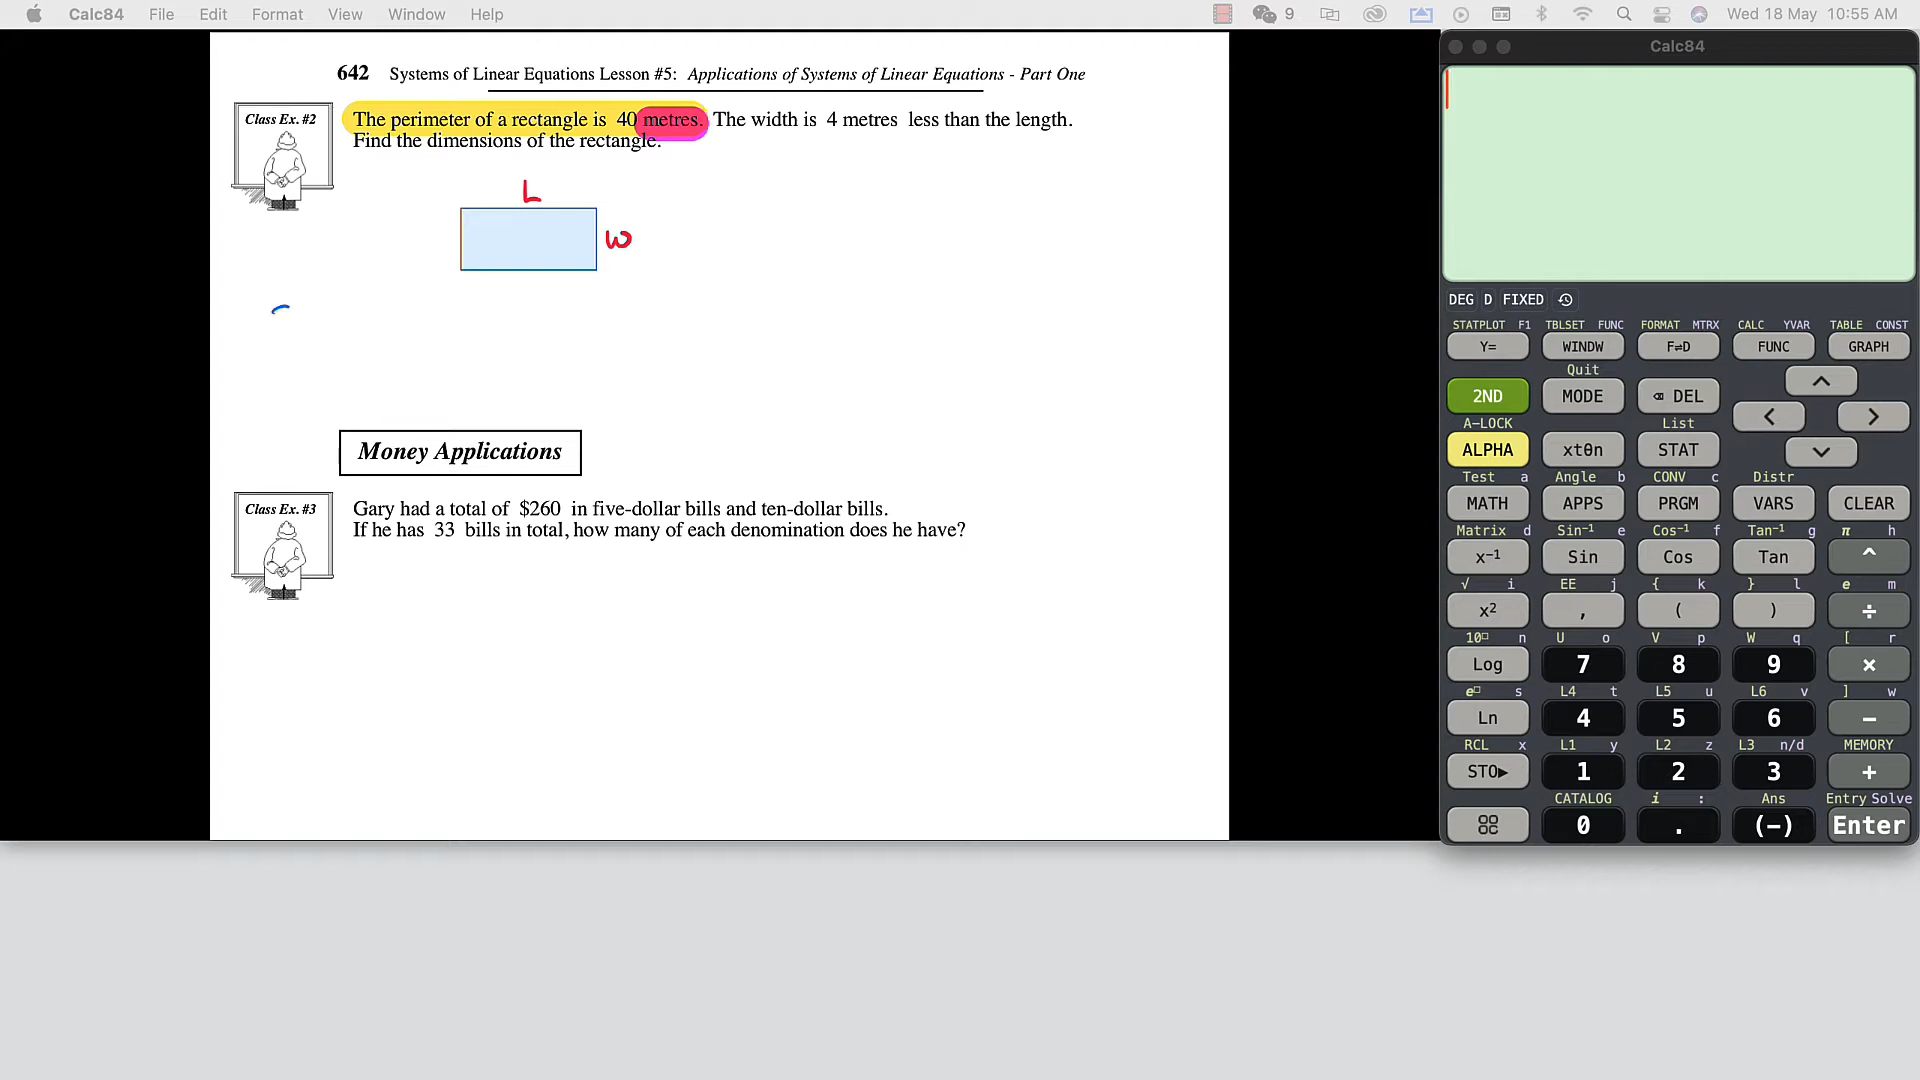 Calc84 File Edit Format View Window Help 9 Wed 18 May 10:55 AM
642 Systems of Linear Equations Lesson #5: Applications of Systems of Linear Equations - Part One
Class Ex. #2
The perimeter of a rectangle is 40 metres. The width is 4 metres less than the length.
Find the dimensions of the rectangle.
L
W
Money Applications
Class Ex. #3
Gary had a total of $260 in five-dollar bills and ten-dollar bills.
If he has 33 bills in total, how many of each denomination does he have?
Calc84
DEG D FIXED
STATPLOT F1 TBLSET FUNC FORMAT MTRX CALC YVAR TABLE CONST
Y= WINDW F⇌D FUNC GRAPH
Quit
2ND MODE ⌫ DEL
A-LOCK List
ALPHA xtθn STAT
Test a Angle b CONV c Distr
MATH APPS PRGM VARS CLEAR
Matrix d Sin⁻¹ e Cos⁻¹ f Tan⁻¹ g π h
x⁻¹ Sin Cos Tan ^
√ i EE j { k } l e m
x² , ( ) ÷
10□ n U o V p W q [ r
Log 7 8 9 ×
e□ s L4 t L5 u L6 v ] w
Ln 4 5 6 −
RCL x L1 y L2 z L3 n/d MEMORY
STO▶ 1 2 3 +
CATALOG i : Ans Entry Solve
0 . (−) Enter